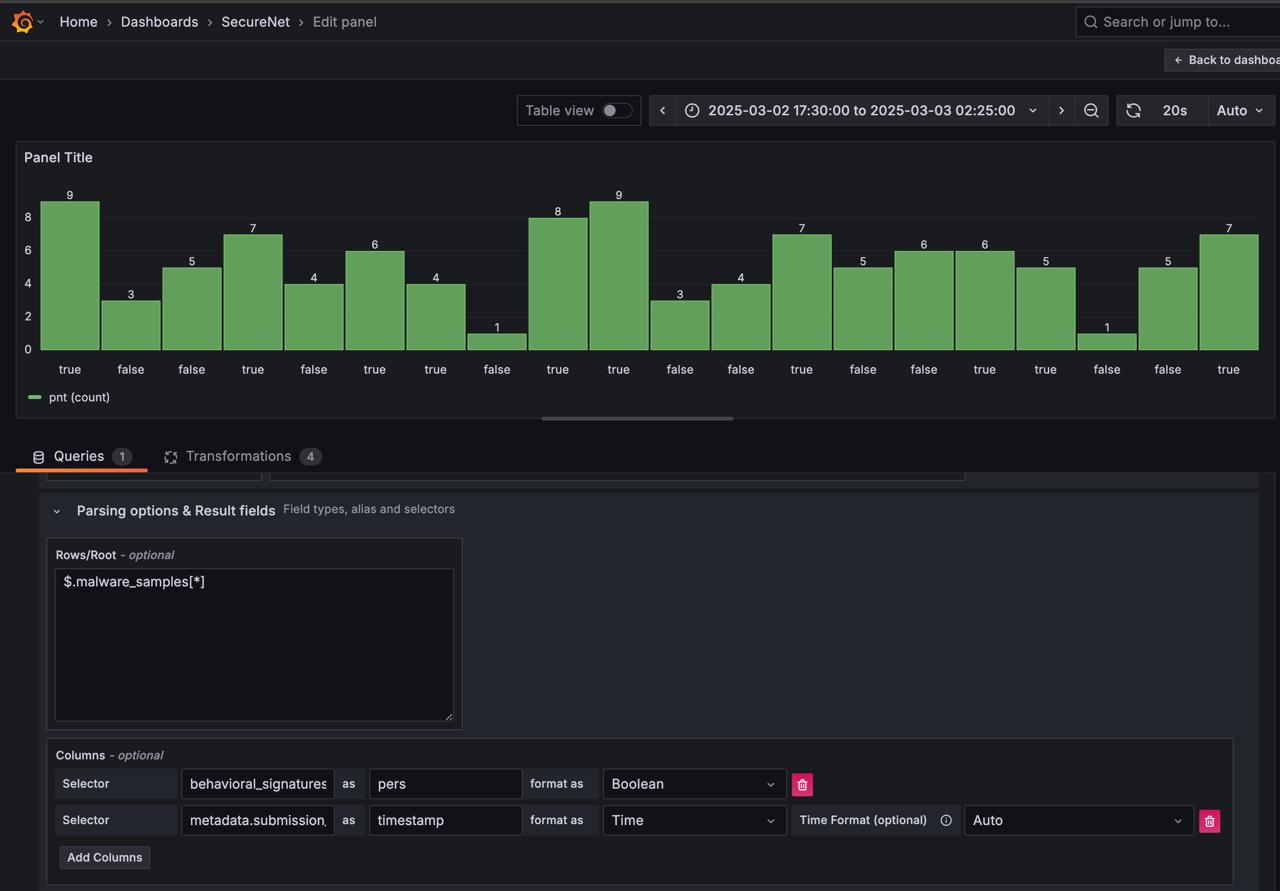 Home › Dashboards › SecureNet › Edit panel
Search or jump to...
← Back to dashboa
Table view
2025-03-02 17:30:00 to 2025-03-03 02:25:00
20s
Auto
Panel Title
9 3 5 7 4 6 4 1 8 9 3 4 7 5 6 6 5 1 5 7
8
6
4
2
0
true false false true false true true false true true false false true false false true true false false true
pnt (count)
Queries 1
Transformations 4
Parsing options & Result fields Field types, alias and selectors
Rows/Root - optional
$.malware_samples[*]
Columns - optional
Selector behavioral_signatures as pers format as Boolean
Selector metadata.submission_ as timestamp format as Time Time Format (optional) Auto
Add Columns